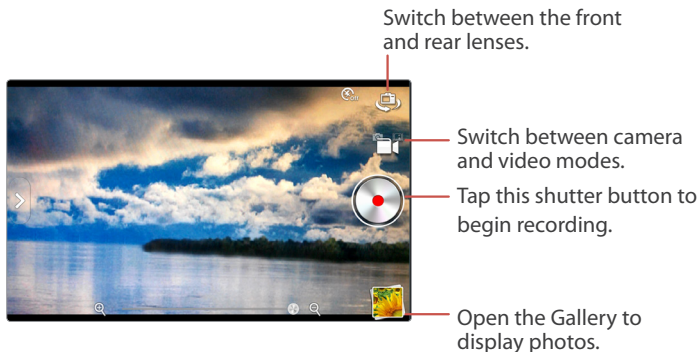 Switch between the front
and rear lenses.
Off
Switch between camera
and video modes.
Tap this shutter button to
begin recording.
Open the Gallery to
display photos.